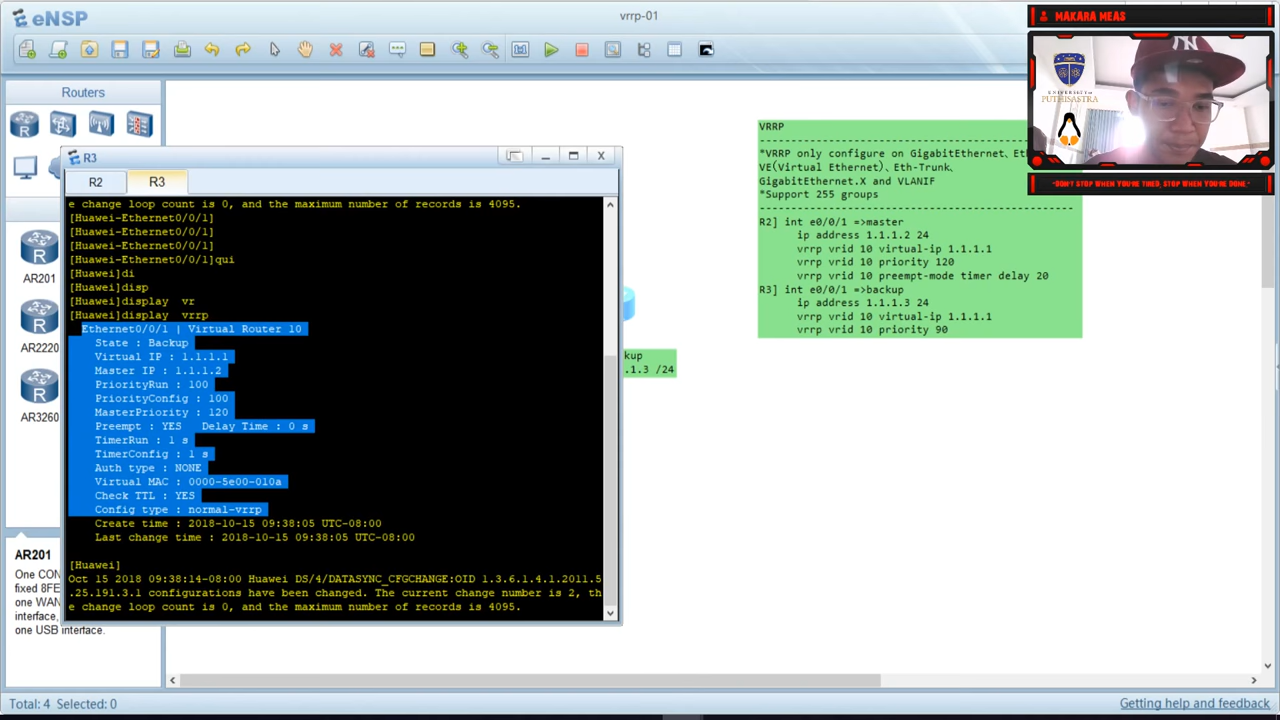 eNSP
vrrp-01
MAKARA MEAS
UNIVERSITY of
PUTHISASTRA
"DON'T STOP WHEN YOU'RE TIRED, STOP WHEN YOU'RE DONE."
Routers
AR201
AR2220
AR3260
AR201
One CON
fixed 8FE
one WAN
interface,
one USB interface.
R3
R2
R3
e change loop count is 0, and the maximum number of records is 4095.
[Huawei-Ethernet0/0/1]
[Huawei-Ethernet0/0/1]
[Huawei-Ethernet0/0/1]
[Huawei-Ethernet0/0/1]qui
[Huawei]di
[Huawei]disp
[Huawei]display  vr
[Huawei]display  vrrp
Ethernet0/0/1 | Virtual Router 10
State : Backup
Virtual IP : 1.1.1.1
Master IP : 1.1.1.2
PriorityRun : 100
PriorityConfig : 100
MasterPriority : 120
Preempt : YES   Delay Time : 0 s
TimerRun : 1 s
TimerConfig : 1 s
Auth type : NONE
Virtual MAC : 0000-5e00-010a
Check TTL : YES
Config type : normal-vrrp
Create time : 2018-10-15 09:38:05 UTC-08:00
Last change time : 2018-10-15 09:38:05 UTC-08:00
[Huawei]
Oct 15 2018 09:38:14-08:00 Huawei DS/4/DATASYNC_CFGCHANGE:OID 1.3.6.1.4.1.2011.5
.25.191.3.1 configurations have been changed. The current change number is 2, th
e change loop count is 0, and the maximum number of records is 4095.
kup
.1.3 /24
VRRP
*VRRP only configure on GigabitEthernet、Et
VE(Virtual Ethernet)、Eth-Trunk、
GigabitEthernet.X and VLANIF
*Support 255 groups
R2] int e0/0/1 =>master
ip address 1.1.1.2 24
vrrp vrid 10 virtual-ip 1.1.1.1
vrrp vrid 10 priority 120
vrrp vrid 10 preempt-mode timer delay 20
R3] int e0/0/1 =>backup
ip address 1.1.1.3 24
vrrp vrid 10 virtual-ip 1.1.1.1
vrrp vrid 10 priority 90
Total: 4 Selected: 0
Getting help and feedback